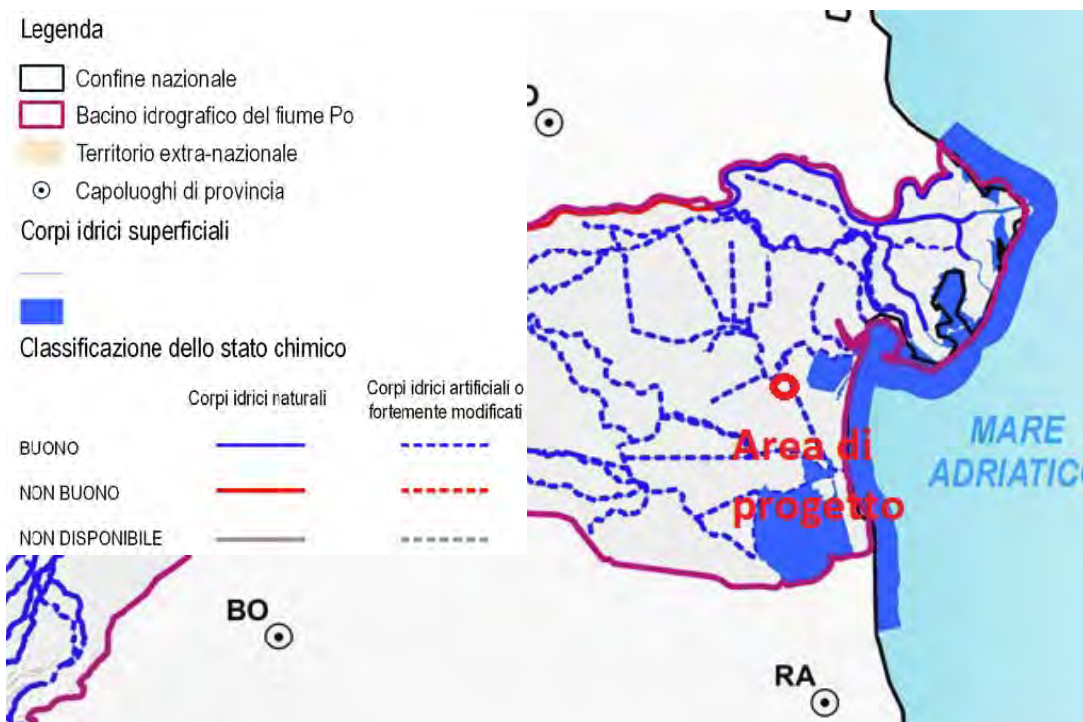 Legenda
Confine nazionale
Bacino idrografico del fiume Po
Territorio extra-nazionale
Capoluoghi di provincia
Corpi idrici superficiali
Classificazione dello stato chimico
Corpi idrici naturali
Corpi idrici artificiali o
fortemente modificati
BUONO
NON BUONO
NON DISPONIBILE
Area di
progetto
MARE
ADRIATICO
BO
RA